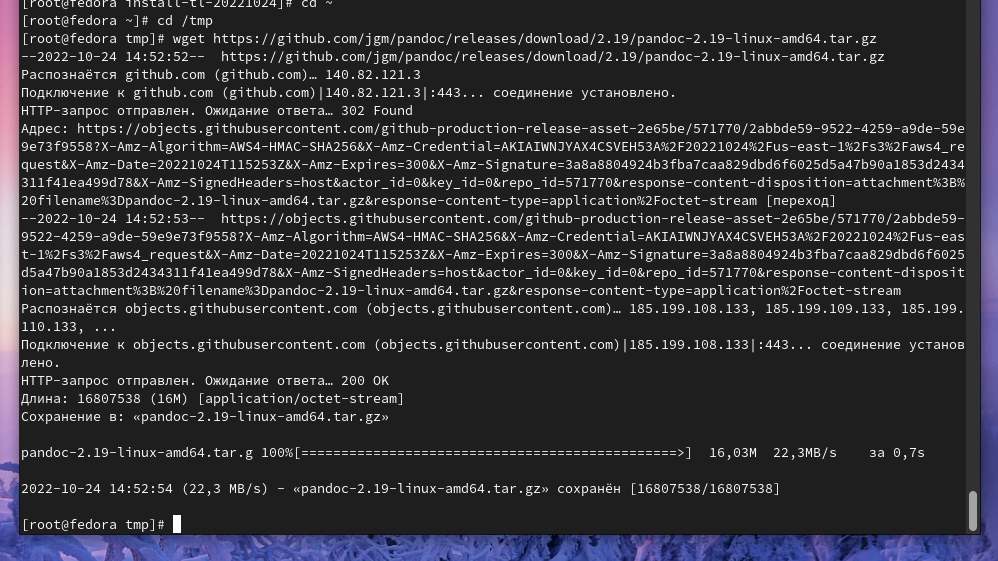 [root@fedora install-tl-20221024]# cd ~
[root@fedora ~]# cd /tmp
[root@fedora tmp]# wget https://github.com/jgm/pandoc/releases/download/2.19/pandoc-2.19-linux-amd64.tar.gz
--2022-10-24 14:52:52--  https://github.com/jgm/pandoc/releases/download/2.19/pandoc-2.19-linux-amd64.tar.gz
Распознаётся github.com (github.com)… 140.82.121.3
Подключение к github.com (github.com)|140.82.121.3|:443... соединение установлено.
HTTP-запрос отправлен. Ожидание ответа… 302 Found
Адрес: https://objects.githubusercontent.com/github-production-release-asset-2e65be/571770/2abbde59-9522-4259-a9de-59e
9e73f9558?X-Amz-Algorithm=AWS4-HMAC-SHA256&X-Amz-Credential=AKIAIWNJYAX4CSVEH53A%2F20221024%2Fus-east-1%2Fs3%2Faws4_re
quest&X-Amz-Date=20221024T115253Z&X-Amz-Expires=300&X-Amz-Signature=3a8a8804924b3fba7caa829dbd6f6025d5a47b90a1853d2434
311f41ea499d78&X-Amz-SignedHeaders=host&actor_id=0&key_id=0&repo_id=571770&response-content-disposition=attachment%3B%
20filename%3Dpandoc-2.19-linux-amd64.tar.gz&response-content-type=application%2Foctet-stream [переход]
--2022-10-24 14:52:53--  https://objects.githubusercontent.com/github-production-release-asset-2e65be/571770/2abbde59-
9522-4259-a9de-59e9e73f9558?X-Amz-Algorithm=AWS4-HMAC-SHA256&X-Amz-Credential=AKIAIWNJYAX4CSVEH53A%2F20221024%2Fus-eas
t-1%2Fs3%2Faws4_request&X-Amz-Date=20221024T115253Z&X-Amz-Expires=300&X-Amz-Signature=3a8a8804924b3fba7caa829dbd6f6025
d5a47b90a1853d2434311f41ea499d78&X-Amz-SignedHeaders=host&actor_id=0&key_id=0&repo_id=571770&response-content-disposit
ion=attachment%3B%20filename%3Dpandoc-2.19-linux-amd64.tar.gz&response-content-type=application%2Foctet-stream
Распознаётся objects.githubusercontent.com (objects.githubusercontent.com)… 185.199.108.133, 185.199.109.133, 185.199.
110.133, ...
Подключение к objects.githubusercontent.com (objects.githubusercontent.com)|185.199.108.133|:443... соединение установ
лено.
HTTP-запрос отправлен. Ожидание ответа… 200 OK
Длина: 16807538 (16M) [application/octet-stream]
Сохранение в: «pandoc-2.19-linux-amd64.tar.gz»
pandoc-2.19-linux-amd64.tar.g 100%[===============================================>]  16,03M  22,3MB/s    за 0,7s
2022-10-24 14:52:54 (22,3 MB/s) - «pandoc-2.19-linux-amd64.tar.gz» сохранён [16807538/16807538]
[root@fedora tmp]#